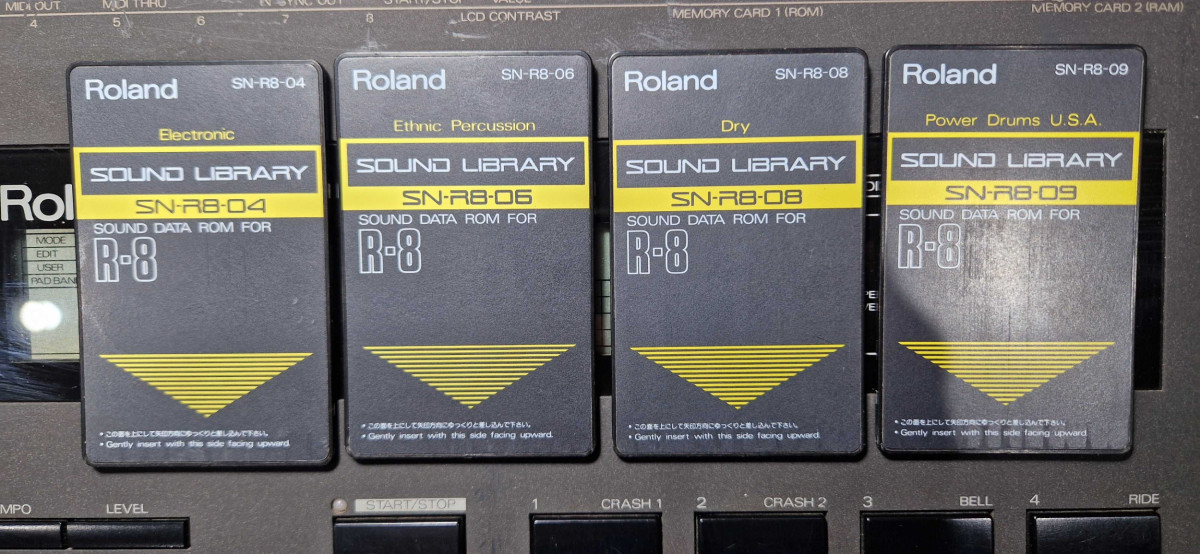 MIDI OUT MIDI THRU IN SYNC OUT START/STOP VALUE
4 5 6 7 8 LCD CONTRAST MEMORY CARD 1 (ROM) MEMORY CARD 2 (RAM)
Roland SN-R8-04
Electronic
SOUND LIBRARY
SN-R8-04
SOUND DATA ROM FOR
R-8
* この面を上にして矢印方向にゆっくりと差し込んで下さい。
* Gently insert with this side facing upward.
Roland SN-R8-06
Ethnic Percussion
SOUND LIBRARY
SN-R8-06
SOUND DATA ROM FOR
R-8
* この面を上にして矢印方向にゆっくりと差し込んで下さい。
* Gently insert with this side facing upward.
Roland SN-R8-08
Dry
SOUND LIBRARY
SN-R8-08
SOUND DATA ROM FOR
R-8
* この面を上にして矢印方向にゆっくりと差し込んで下さい。
* Gently insert with this side facing upward.
Roland SN-R8-09
Power Drums U.S.A.
SOUND LIBRARY
SN-R8-09
SOUND DATA ROM FOR
R-8
* この面を上にして矢印方向にゆっくりと差し込んで下さい。
* Gently insert with this side facing upward.
Rol
MODE
EDIT
USER
PAD BAN
MPO LEVEL START/STOP 1 CRASH 1 2 CRASH 2 3 BELL 4 RIDE